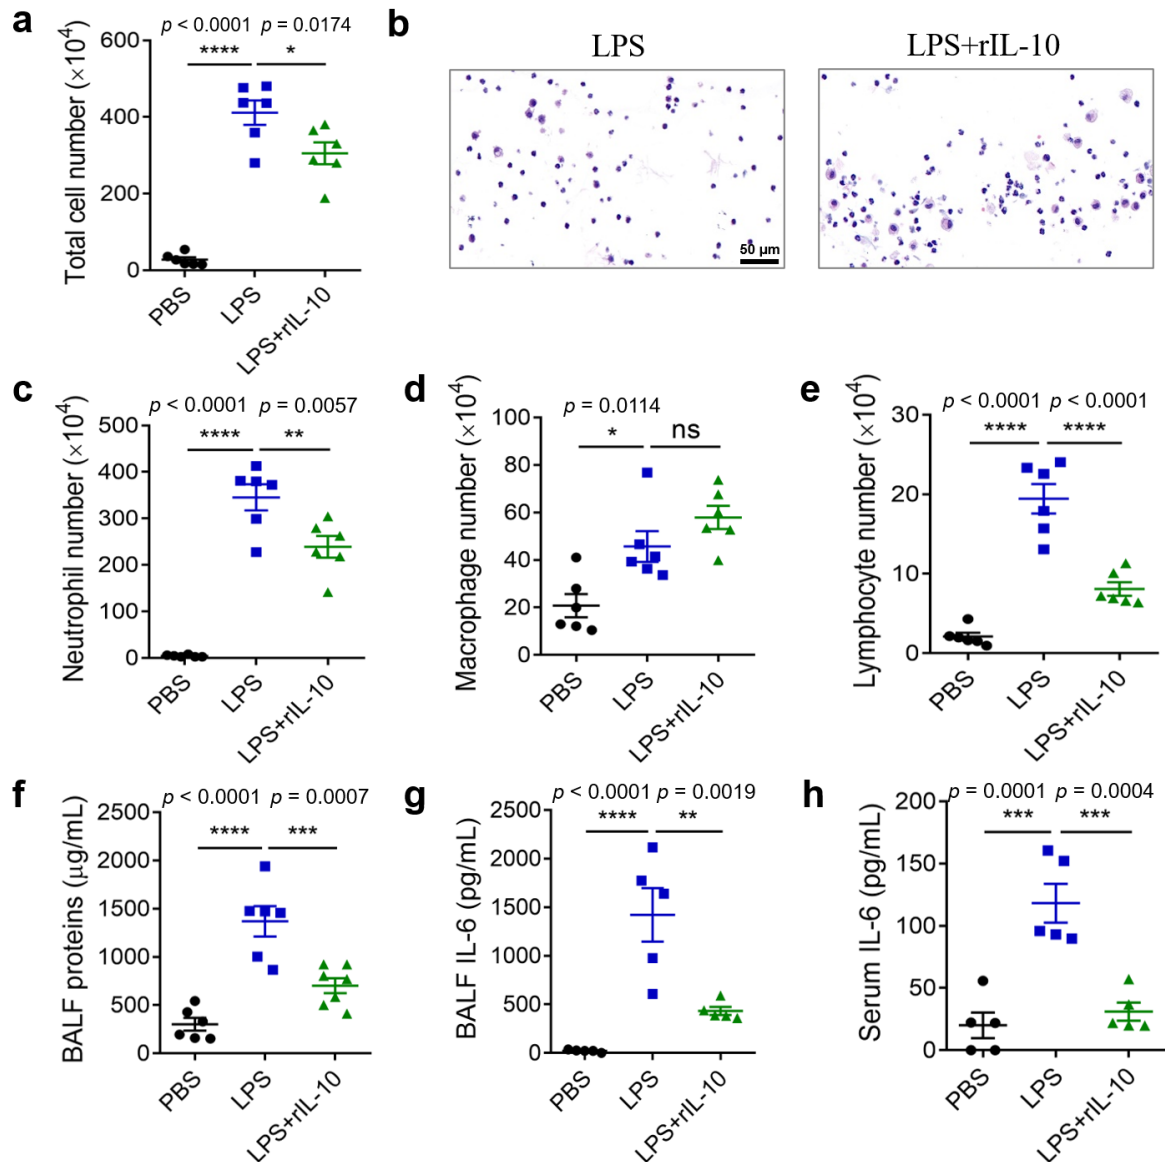 a
p < 0.0001 p = 0.0174
**** *
Total cell number (×10⁴)
600
400
200
0
PBS
LPS
LPS+rIL-10
b
LPS
LPS+rIL-10
50 μm
c
p < 0.0001 p = 0.0057
**** **
Neutrophil number (×10⁴)
500
400
300
200
100
0
PBS
LPS
LPS+rIL-10
d
p = 0.0114
* ns
Macrophage number (×10⁴)
100
80
60
40
20
0
PBS
LPS
LPS+rIL-10
e
p < 0.0001 p < 0.0001
**** ****
Lymphocyte number (×10⁴)
30
20
10
0
PBS
LPS
LPS+rIL-10
f
p < 0.0001 p = 0.0007
**** ***
BALF proteins (μg/mL)
2500
2000
1500
1000
500
0
PBS
LPS
LPS+rIL-10
g
p < 0.0001 p = 0.0019
**** **
BALF IL-6 (pg/mL)
2500
2000
1500
1000
500
0
PBS
LPS
LPS+rIL-10
h
p = 0.0001 p = 0.0004
*** ***
Serum IL-6 (pg/mL)
200
150
100
50
0
PBS
LPS
LPS+rIL-10